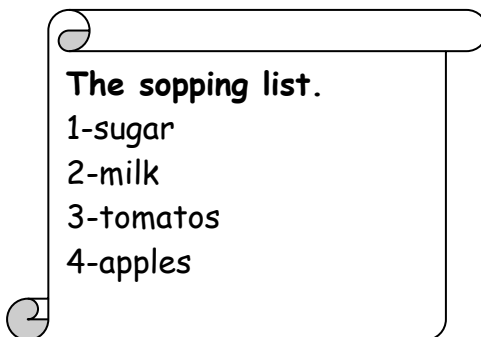 The sopping list.
1-sugar
2-milk
3-tomatos
4-apples